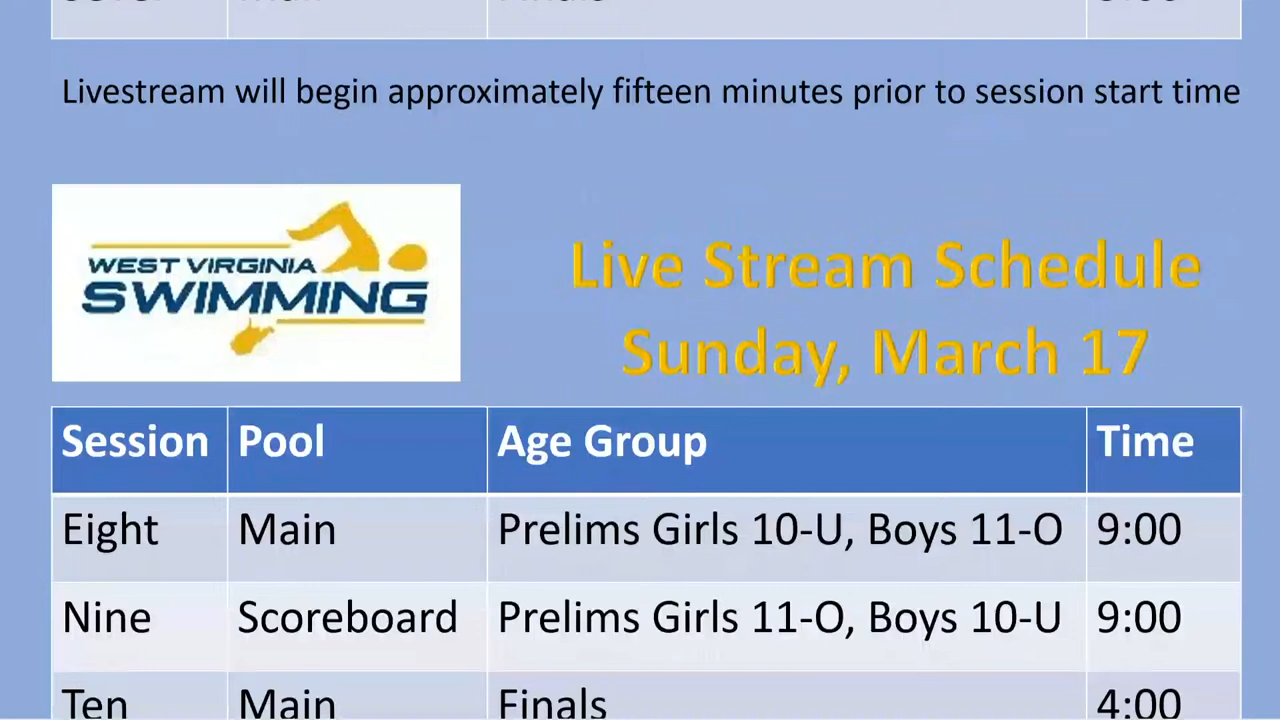 Livestream will begin approximately fifteen minutes prior to session start time
WEST VIRGINIA
SWIMMING
Live Stream Schedule
Sunday, March 17
Session Pool Age Group Time
Eight Main Prelims Girls 10-U, Boys 11-O 9:00
Nine Scoreboard Prelims Girls 11-O, Boys 10-U 9:00
Ten Main Finals 4:00